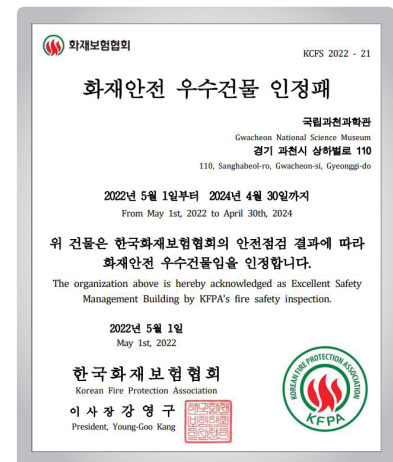 화재보험협회
KCFS 2022 - 21
화재안전 우수건물 인정패
국립과천과학관
Gwacheon National Science Museum
경기 과천시 상하벌로 110
110, Sanghabeol-ro, Gwacheon-si, Gyeonggi-do
2022년 5월 1일부터 2024년 4월 30일까지
From May 1st, 2022 to April 30th, 2024
위 건물은 한국화재보험협회의 안전점검 결과에 따라
화재안전 우수건물임을 인정합니다.
The organization above is hereby acknowledged as Excellent Safety
Management Building by KFPA's fire safety inspection.
2022년 5월 1일
May 1st, 2022
한국화재보험협회
Korean Fire Protection Association
이 사 장 강 영 구
President, Young-Goo Kang
KOREAN FIRE PROTECTION ASSOCIATION
KFPA